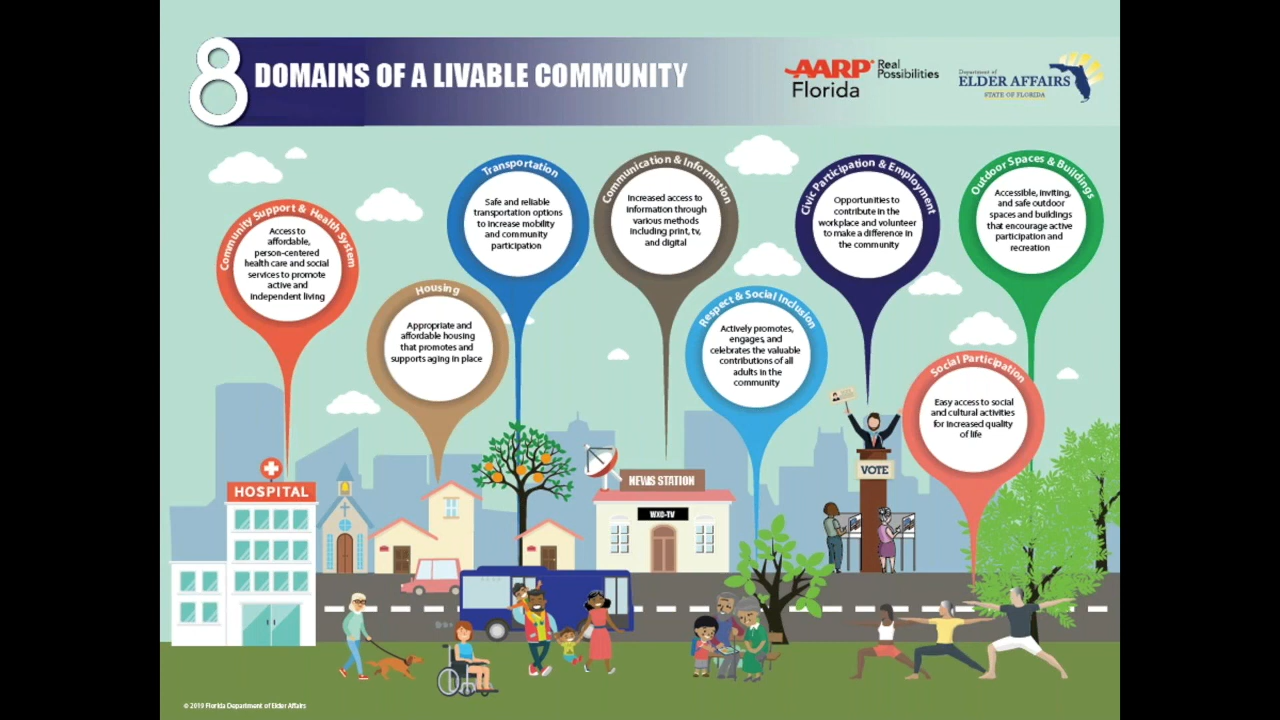 8 DOMAINS OF A LIVABLE COMMUNITY
AARP Real Possibilities
Florida
Department of
ELDER AFFAIRS
STATE OF FLORIDA
Community Support & Health System
Access to
affordable,
person-centered
health care and social
services to promote
active and
independent living
Housing
Appropriate and
affordable housing
that promotes and
supports aging in place
Transportation
Safe and reliable
transportation options
to increase mobility
and community
participation
Communication & Information
Increased access to
information through
various methods
including print, tv,
and digital
Respect & Social Inclusion
Actively promotes,
engages, and
celebrates the valuable
contributions of all
adults in the
community
Civic Participation & Employment
Opportunities to
contribute in the
workplace and volunteer
to make a difference in
the community
Social Participation
Easy access to social
and cultural activities
for increased quality
of life
Outdoor Spaces & Buildings
Accessible, inviting,
and safe outdoor
spaces and buildings
that encourage active
participation and
recreation
HOSPITAL
NEWS STATION
WXO-TV
VOTE
© 2019 Florida Department of Elder Affairs